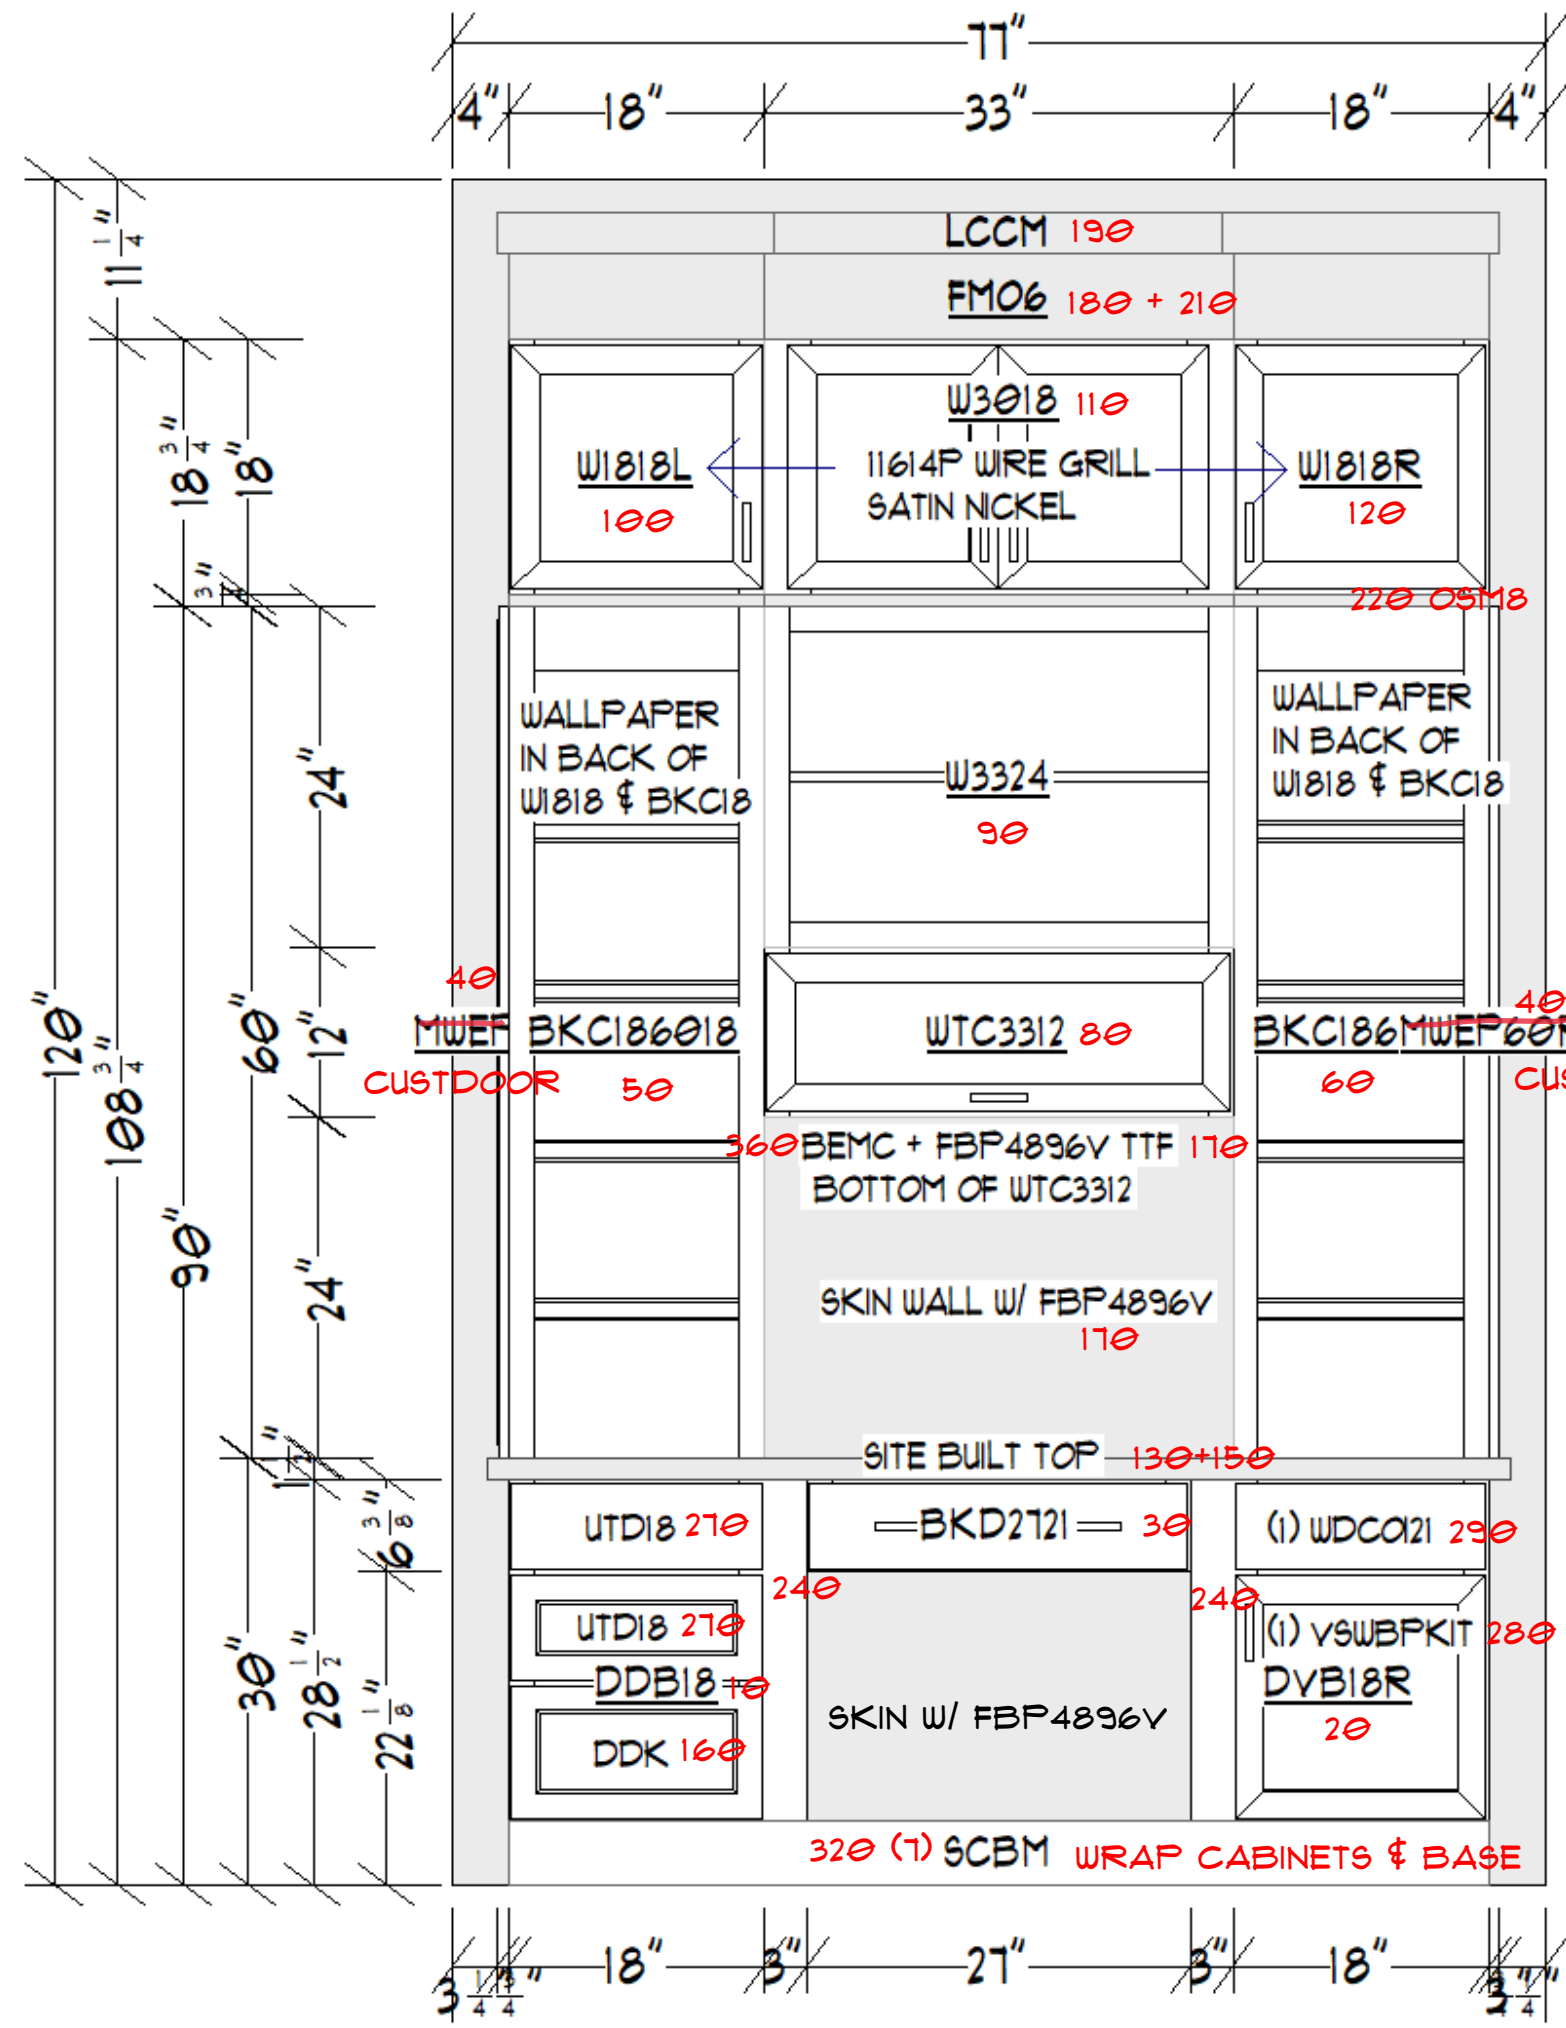 77"
4" 18" 33" 18" 4"
LCCM 190
FM06 180 + 210
11 1/4"
W3018 110
18 3/4"
18"
W1818L
11614P WIRE GRILL
SATIN NICKEL
W1818R
100
120
3"
220 OSM8
WALLPAPER
IN BACK OF
W1818 & BKC18
WALLPAPER
IN BACK OF
W1818 & BKC18
24"
W3324
90
40
40
120"
108 3/4"
60"
12"
MWEP
BKC186018
WTC3312 80
BKC186
MWEP60
CUSTDOOR
50
60
CUS
360 BEMC + FBP4896V TTF 170
BOTTOM OF WTC3312
90"
24"
SKIN WALL W/ FBP4896V
170
SITE BUILT TOP 130+150
1 1/2"
6 3/8"
UTD18 270
BKD2721 30
(1) WDC0121 290
240
240
UTD18 270
(1) VSWBPKIT 280
30"
28 1/2"
22 1/8"
DDB18 10
DVB18R
20
SKIN W/ FBP4896V
DDK 160
320 (7) SCBM WRAP CABINETS & BASE
3 1/4" 3/4" 18" 3" 27" 3" 18"